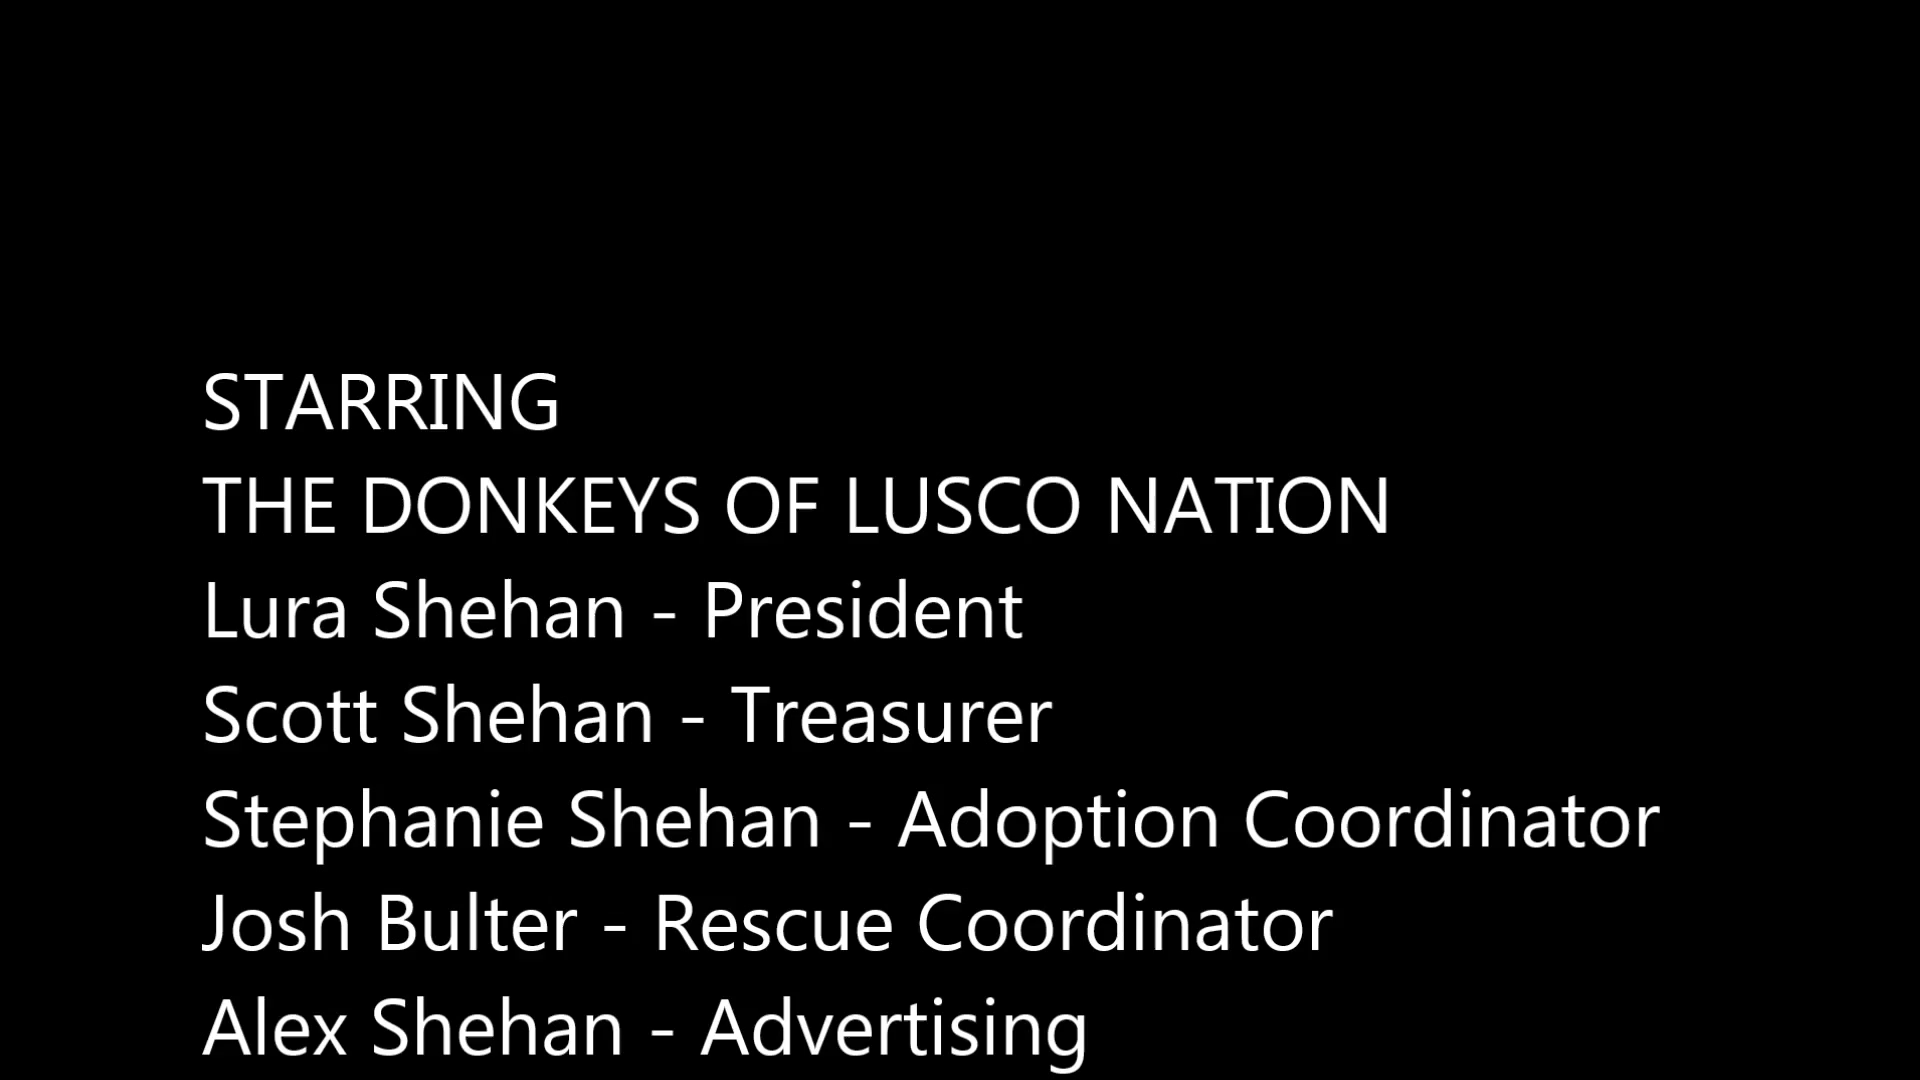 STARRING
THE DONKEYS OF LUSCO NATION
Lura Shehan - President
Scott Shehan - Treasurer
Stephanie Shehan - Adoption Coordinator
Josh Bulter - Rescue Coordinator
Alex Shehan - Advertising